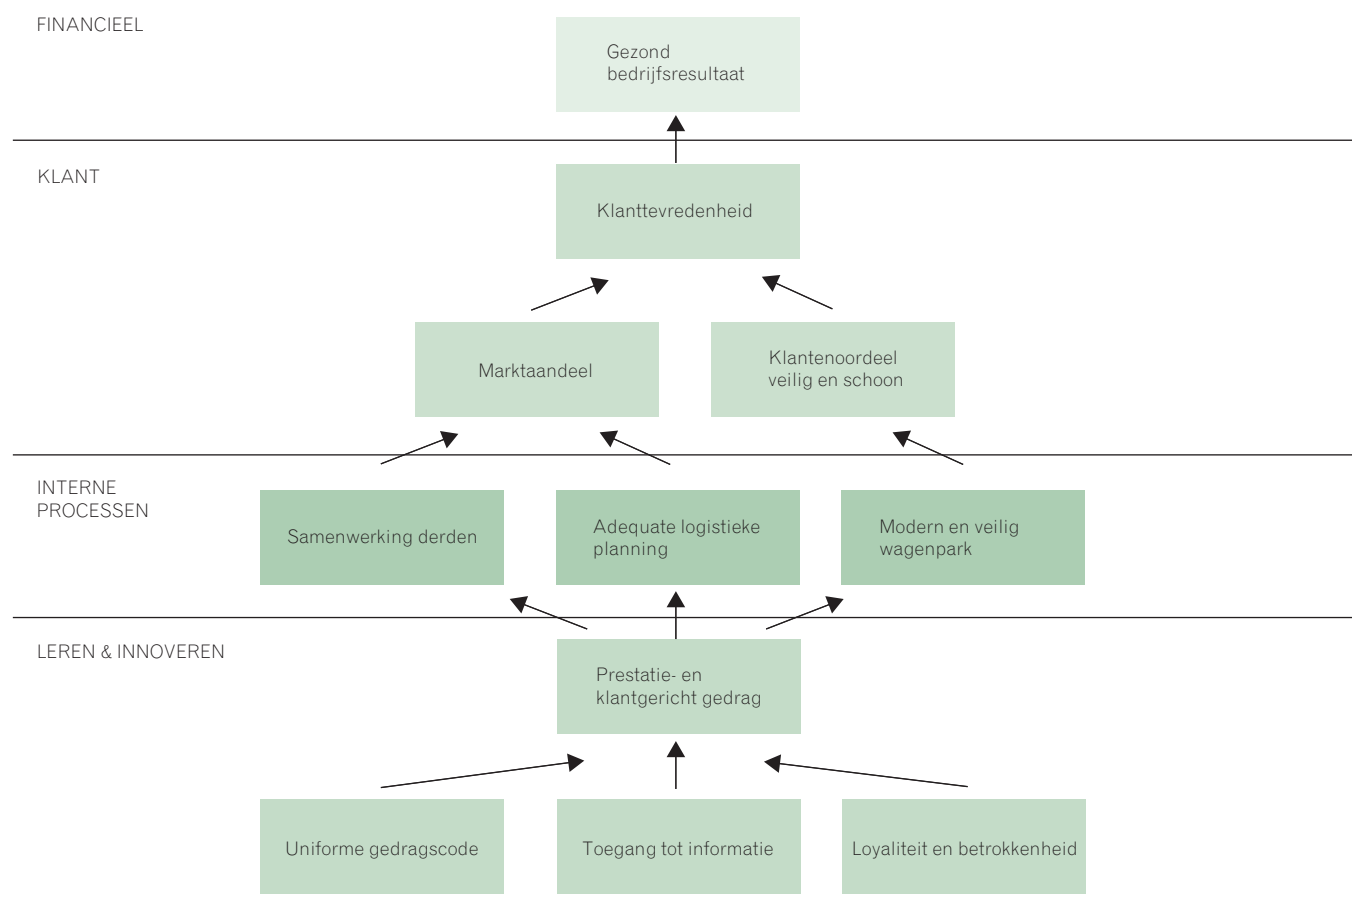 FINANCIEEL
Gezond
bedrijfsresultaat
KLANT
Klanttevredenheid
Marktaandeel
Klantenoordeel
veilig en schoon
INTERNE
PROCESSEN
Samenwerking derden
Adequate logistieke
planning
Modern en veilig
wagenpark
LEREN & INNOVEREN
Prestatie- en
klantgericht gedrag
Uniforme gedragscode
Toegang tot informatie
Loyaliteit en betrokkenheid